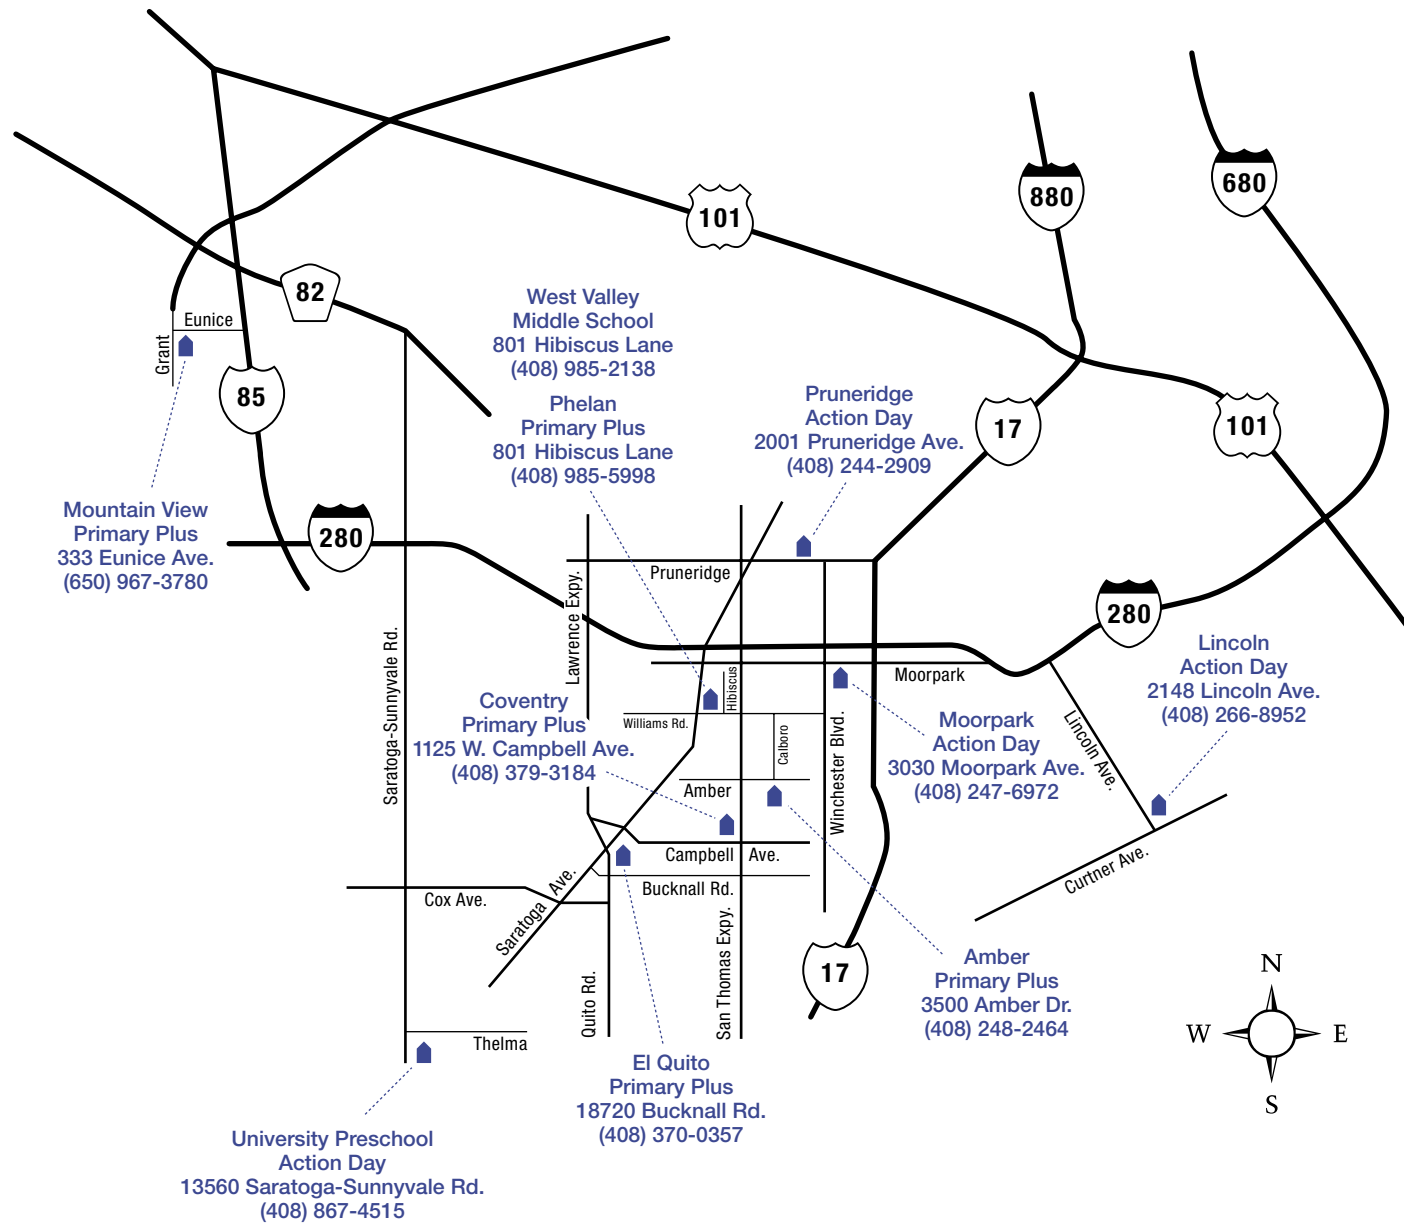 101
880
680
82
Eunice
Grant
85
West Valley
Middle School
801 Hibiscus Lane
(408) 985-2138
Phelan
Primary Plus
801 Hibiscus Lane
(408) 985-5998
Pruneridge
Action Day
2001 Pruneridge Ave.
(408) 244-2909
17
101
Mountain View
Primary Plus
333 Eunice Ave.
(650) 967-3780
280
Pruneridge
Lawrence Expy.
Saratoga-Sunnyvale Rd.
280
Lincoln
Action Day
2148 Lincoln Ave.
(408) 266-8952
Moorpark
Hibiscus
Williams Rd.
Calboro
Winchester Blvd.
Lincoln Ave.
Coventry
Primary Plus
1125 W. Campbell Ave.
(408) 379-3184
Moorpark
Action Day
3030 Moorpark Ave.
(408) 247-6972
Amber
Campbell Ave.
Bucknall Rd.
Curtner Ave.
Cox Ave.
Saratoga Ave.
Quito Rd.
San Thomas Expy.
17
Amber
Primary Plus
3500 Amber Dr.
(408) 248-2464
Thelma
El Quito
Primary Plus
18720 Bucknall Rd.
(408) 370-0357
University Preschool
Action Day
13560 Saratoga-Sunnyvale Rd.
(408) 867-4515
N
W E
S